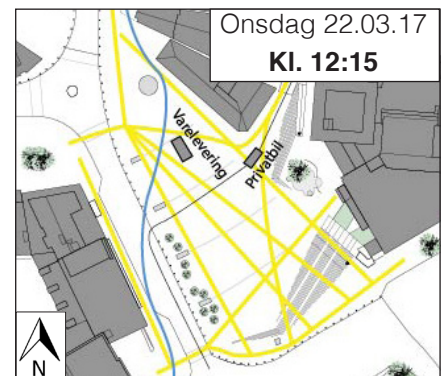 Onsdag 22.03.17
Kl. 12:15
Varelevering
Privatbil
N